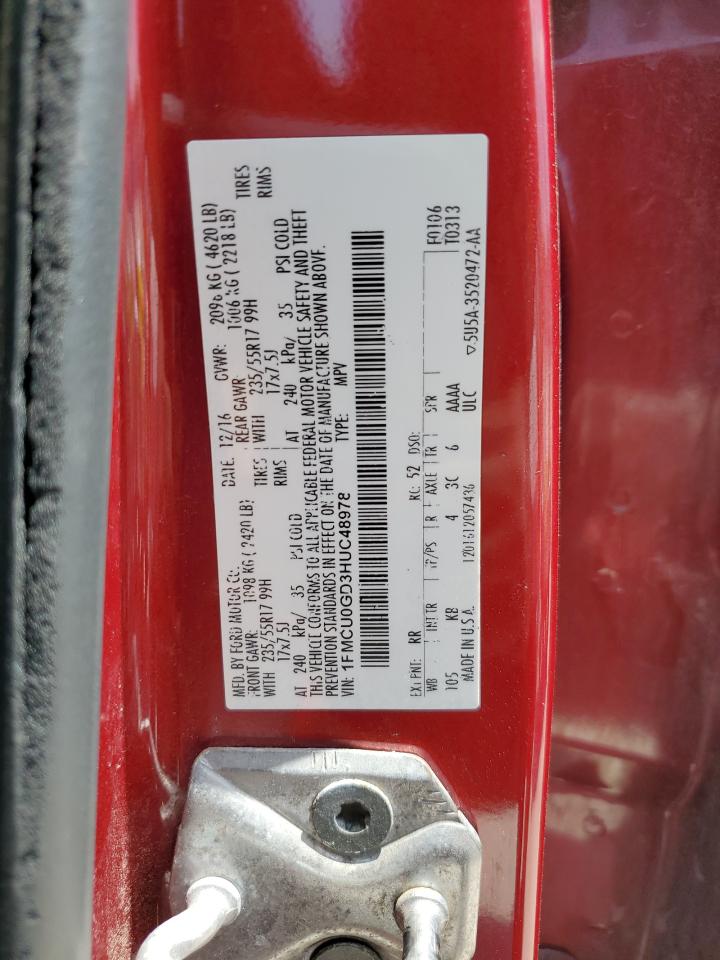 MFD. BY FORD MOTOR CO.
DATE: 12/16 GVWR: 2096 KG ( 4620 LB)
FRONT GAWR: 1098 KG ( 2420 LB)
REAR GAWR: 1006 KG ( 2218 LB)
WITH 235/55R17 99H TIRES
WITH 235/55R17 99H TIRES
17x7.5J RIMS
17x7.5J RIMS
AT 240 kPa/ 35 PSI COLD
AT 240 kPa/ 35 PSI COLD
THIS VEHICLE CONFORMS TO ALL APPLICABLE FEDERAL MOTOR VEHICLE SAFETY AND THEFT
PREVENTION STANDARDS IN EFFECT ON THE DATE OF MANUFACTURE SHOWN ABOVE.
VIN: 1FMCU0GD3HUC48978 TYPE: MPV
F0106
T0313
EXT PNT: RR RC: 52 DSO:
WB INT TR TP/PS R AXLE TR SPR
105 KB 4 3C 6 AAAA
MADE IN U.S.A. 1201612057436 ULC
▽5U5A-3520472-AA